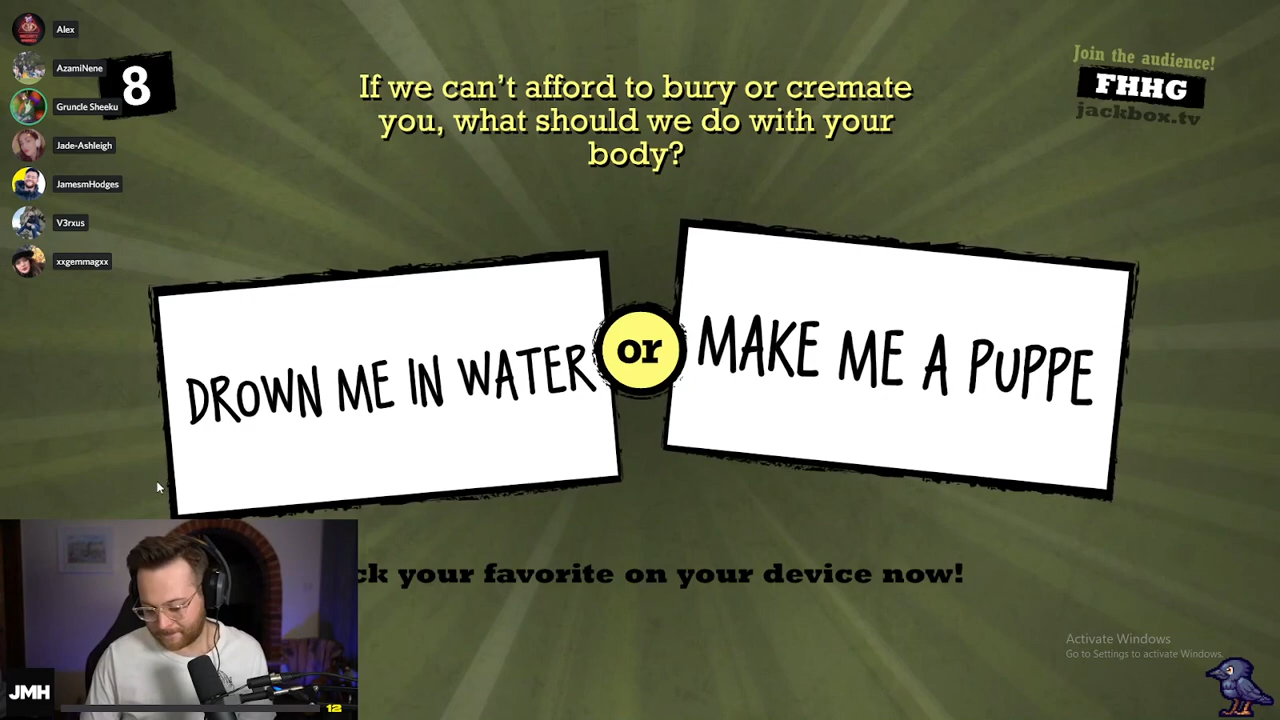 Alex
AzamiNene
Gruncle Sheeku
Jade-Ashleigh
JamesmHodges
V3rxus
xxgemmagxx
8
If we can't afford to bury or cremate
you, what should we do with your
body?
Join the audience!
FHHG
jackbox.tv
DROWN ME IN WATER
or
MAKE ME A PUPPE
ck your favorite on your device now!
Activate Windows
Go to Settings to activate Windows.
JMH
12